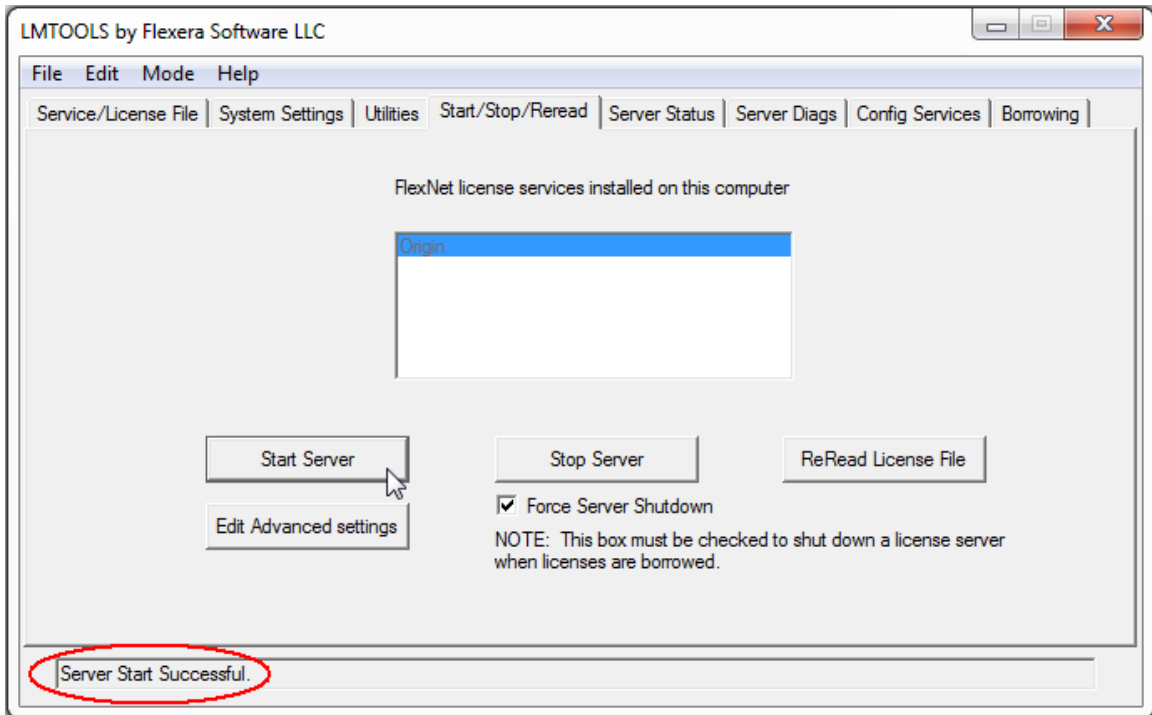 LMTOOLS by Flexera Software LLC
File Edit Mode Help
Service/License File System Settings Utilities Start/Stop/Reread Server Status Server Diags Config Services Borrowing
FlexNet license services installed on this computer
Origin
Start Server Stop Server ReRead License File
Force Server Shutdown
Edit Advanced settings
NOTE: This box must be checked to shut down a license server
when licenses are borrowed.
Server Start Successful.